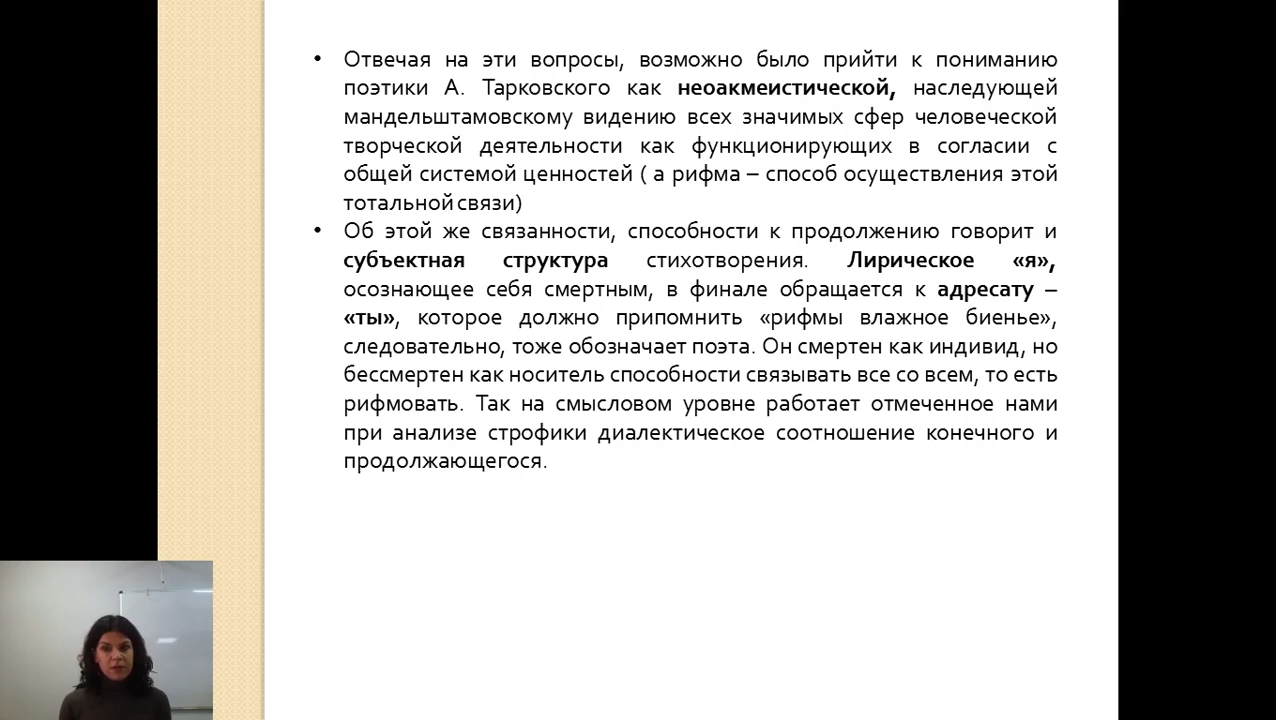 • Отвечая на эти вопросы, возможно было прийти к пониманию
поэтики А. Тарковского как неоакмеистической, наследующей
мандельштамовскому видению всех значимых сфер человеческой
творческой деятельности как функционирующих в согласии с
общей системой ценностей ( а рифма – способ осуществления этой
тотальной связи)
• Об этой же связанности, способности к продолжению говорит и
субъектная структура стихотворения. Лирическое «я»,
осознающее себя смертным, в финале обращается к адресату –
«ты», которое должно припомнить «рифмы влажное биенье»,
следовательно, тоже обозначает поэта. Он смертен как индивид, но
бессмертен как носитель способности связывать все со всем, то есть
рифмовать. Так на смысловом уровне работает отмеченное нами
при анализе строфики диалектическое соотношение конечного и
продолжающегося.